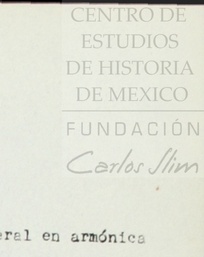 CENTRO DE
ESTUDIOS
DE HISTORIA
DE MEXICO
FUNDACIÓN
Carlos Slim
eral en armónica